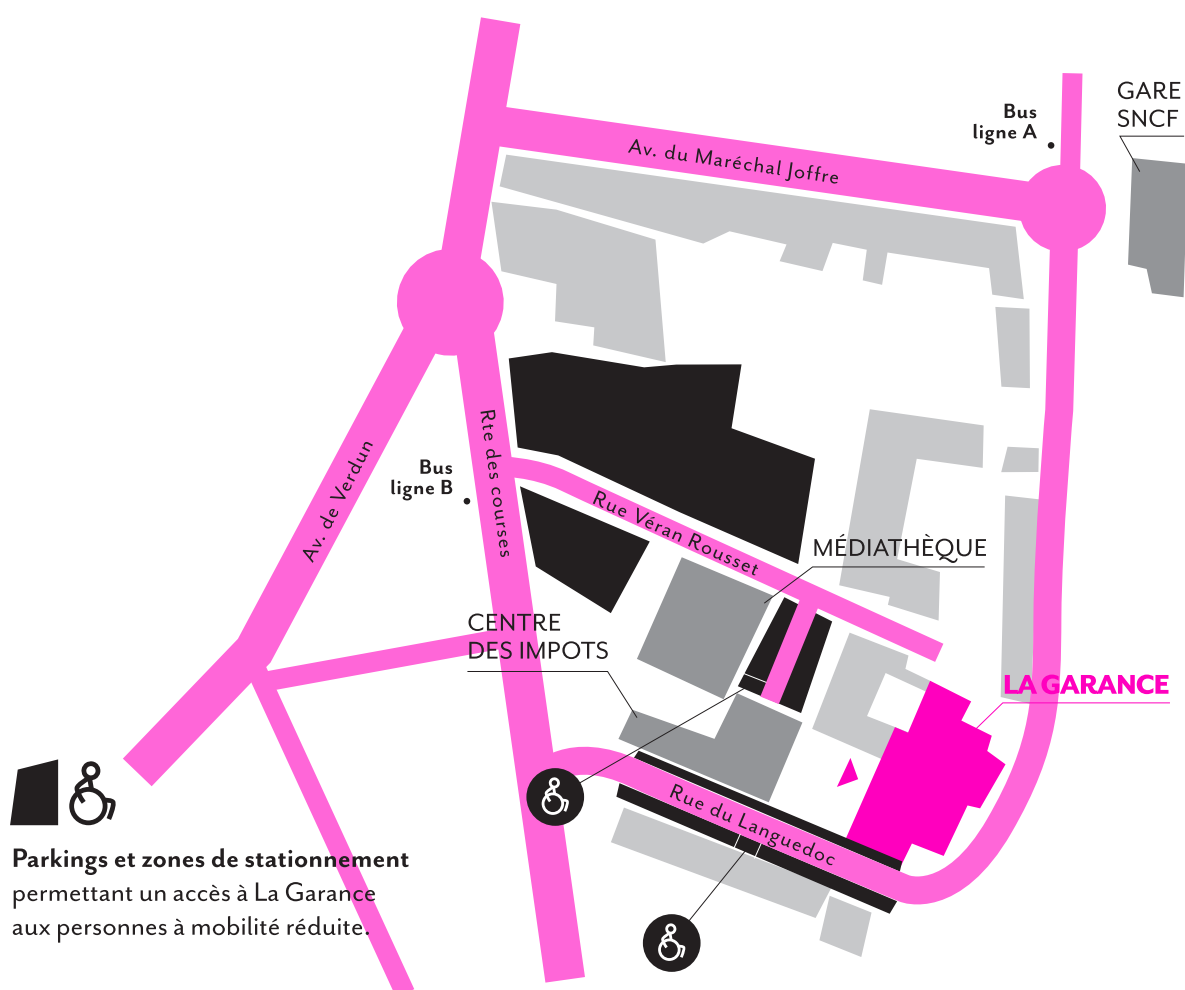 GARE
SNCF
Bus
ligne A
Av. du Maréchal Joffre
Rte des courses
Av. de Verdun
Bus
ligne B
Rue Véran Rousset
MÉDIATHÈQUE
CENTRE
DES IMPOTS
LA GARANCE
Rue du Languedoc
Parkings et zones de stationnement
permettant un accès à La Garance
aux personnes à mobilité réduite.